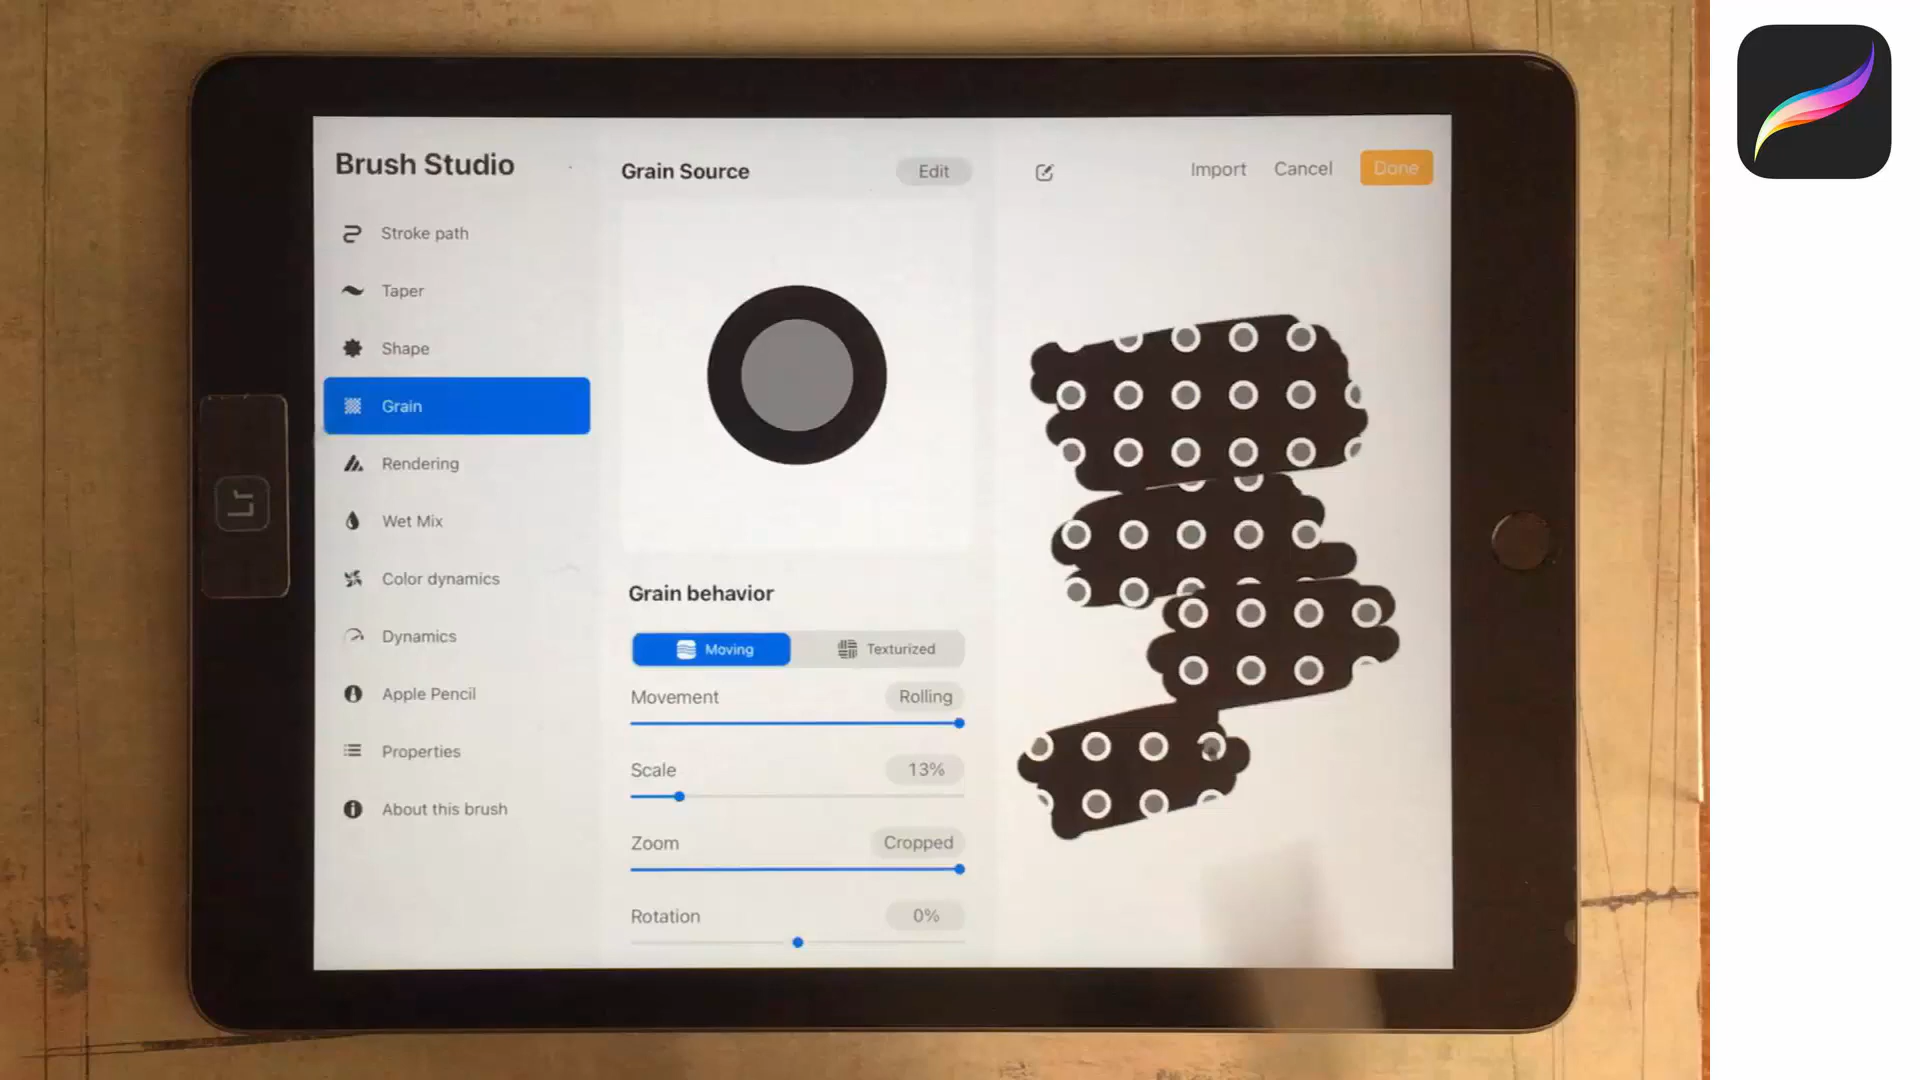 Brush Studio
Stroke path
Taper
Shape
Grain
Rendering
Wet Mix
Color dynamics
Dynamics
Apple Pencil
Properties
About this brush
Grain Source
Edit
Grain behavior
Moving
Texturized
Movement
Rolling
Scale
13%
Zoom
Cropped
Rotation
0%
Import
Cancel
Done
Lr